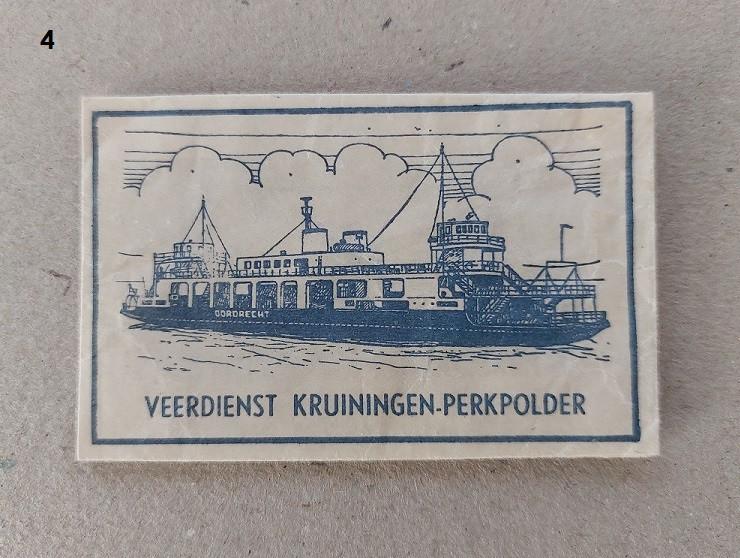 4
DORDRECHT
VEERDIENST KRUININGEN-PERKPOLDER